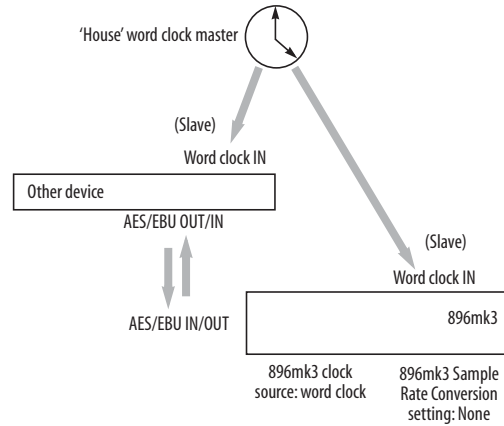 'House' word clock master
(Slave)
Word clock IN
Other device
AES/EBU OUT/IN
(Slave)
Word clock IN
AES/EBU IN/OUT
896mk3
896mk3 clock
source: word clock
896mk3 Sample
Rate Conversion
setting: None